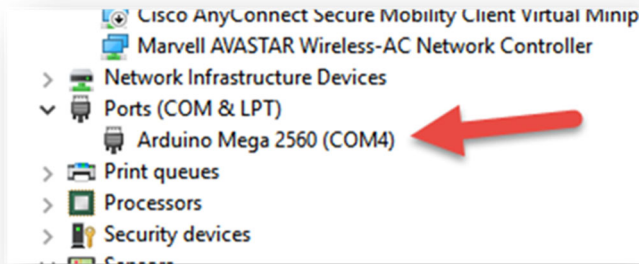 Cisco AnyConnect Secure Mobility Client Virtual Minip
Marvell AVASTAR Wireless-AC Network Controller
Network Infrastructure Devices
Ports (COM & LPT)
Arduino Mega 2560 (COM4)
Print queues
Processors
Security devices
Sensors